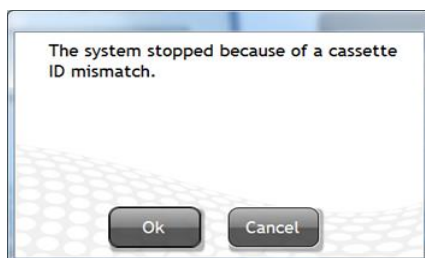 The system stopped because of a cassette
ID mismatch.
Ok
Cancel